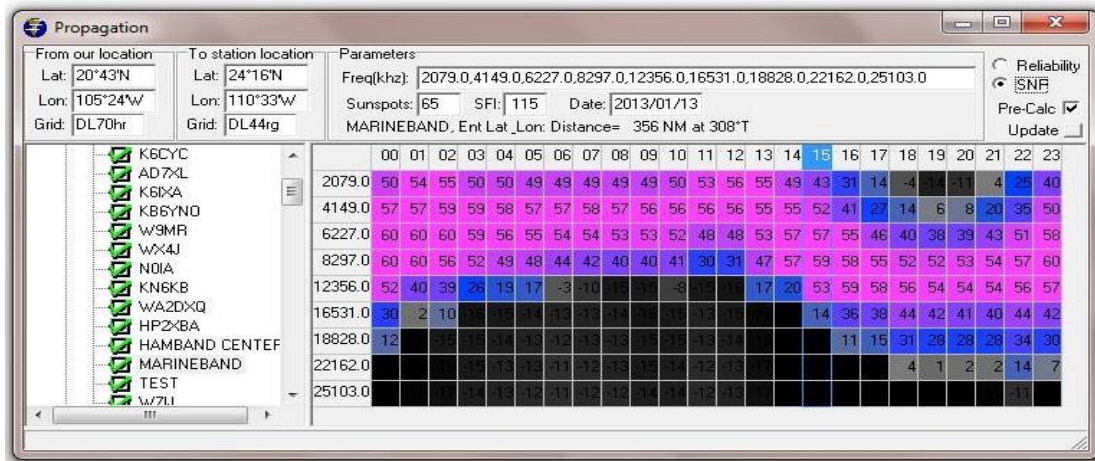 Propagation
From our location To station location Parameters
Lat: 20°43'N Lat: 24°16'N Freq(khz): 2079.0,4149.0,6227.0,8297.0,12356.0,16531.0,18828.0,22162.0,25103.0 Reliability
Lon: 105°24'W Lon: 110°33'W Sunspots: 65 SFI: 115 Date: 2013/01/13 SNR
Grid: DL70hr Grid: DL44rg MARINEBAND, Ent Lat_Lon: Distance= 356 NM at 308°T Pre-Calc
Update
K6CYC
AD7XL
K6IXA
KB6YNO
W9MR
WX4J
N0IA
KN6KB
WA2DXQ
HP2XBA
HAMBAND CENTER
MARINEBAND
TEST
W7IJ
00 01 02 03 04 05 06 07 08 09 10 11 12 13 14 15 16 17 18 19 20 21 22 23
2079.0 50 54 55 50 50 49 49 49 49 49 50 53 56 55 49 43 31 14 -4 -14 -11 4 25 40
4149.0 57 57 59 59 58 57 57 58 57 56 56 56 56 55 55 52 41 27 14 6 8 20 35 50
6227.0 60 60 60 59 56 55 54 54 53 53 52 48 48 53 57 57 55 46 40 38 39 43 51 58
8297.0 60 60 56 52 49 48 44 42 40 40 41 30 31 47 57 59 58 55 52 52 53 54 57 60
12356.0 52 40 39 26 19 17 -3 -10 -15 -15 -8 -15 -16 17 20 53 59 58 56 54 54 54 56 57
16531.0 30 2 10 14 36 38 44 42 41 40 44 42
18828.0 12 11 15 31 28 28 28 34 30
22162.0 4 1 2 2 14 7
25103.0 -11